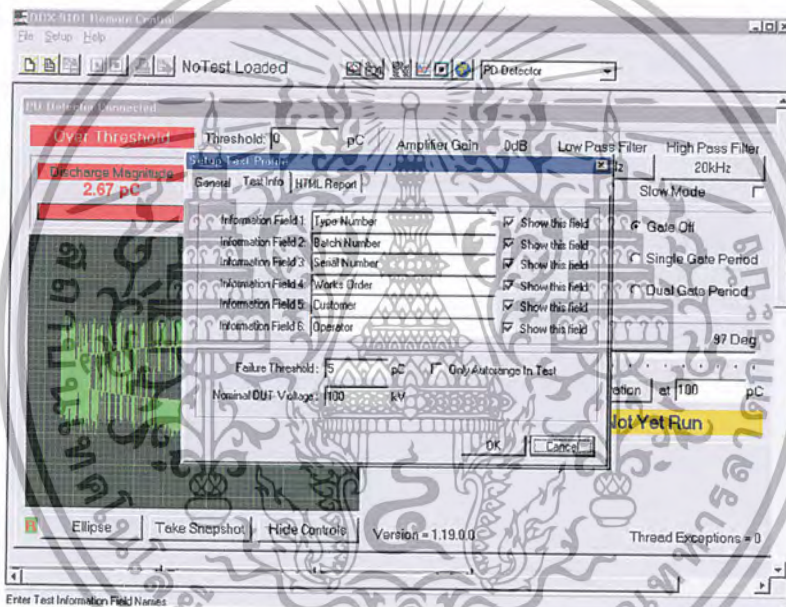 DDX 9101 Remote Control
File Setup Help
NoTest Loaded
PD Detector
PD Detector Connected
Over Threshold
Threshold: 0 pC
Amplifier Gain 0dB
Low Pass Filter
High Pass Filter
20kHz
Discharge Magnitude
2.67 pC
Slow Mode
Setup Test Profile
General Test Info HTML Report
Information Field 1: Type Number Show this field
Information Field 2: Batch Number Show this field
Information Field 3: Serial Number Show this field
Information Field 4: Works Order Show this field
Information Field 5: Customer Show this field
Information Field 6: Operator Show this field
Gate Off
Single Gate Period
Dual Gate Period
97 Deg
Failure Threshold: 5 pC Only Autorange In Test
Nominal DUT Voltage: 100 kV
OK Cancel
at 100 pC
Not Yet Run
Ellipse Take Snapshot Hide Controls Version = 1.19.0.0 Thread Exceptions = 0
Enter Test Information Field Names